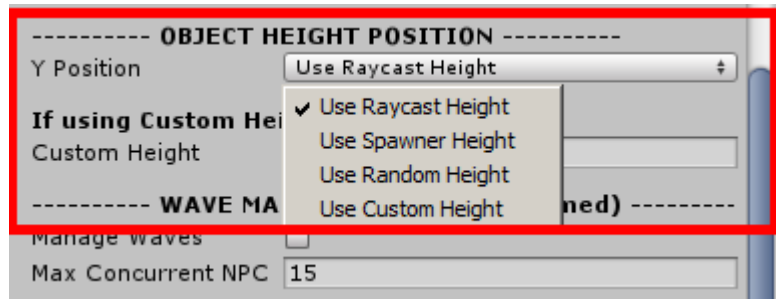 ---------- OBJECT HEIGHT POSITION ----------
Y Position Use Raycast Height
Use Raycast Height
If using Custom Hei
Use Spawner Height
Custom Height
Use Random Height
---------- WAVE MA
Use Custom Height
med) ---------
Manage Waves
Max Concurrent NPC 15